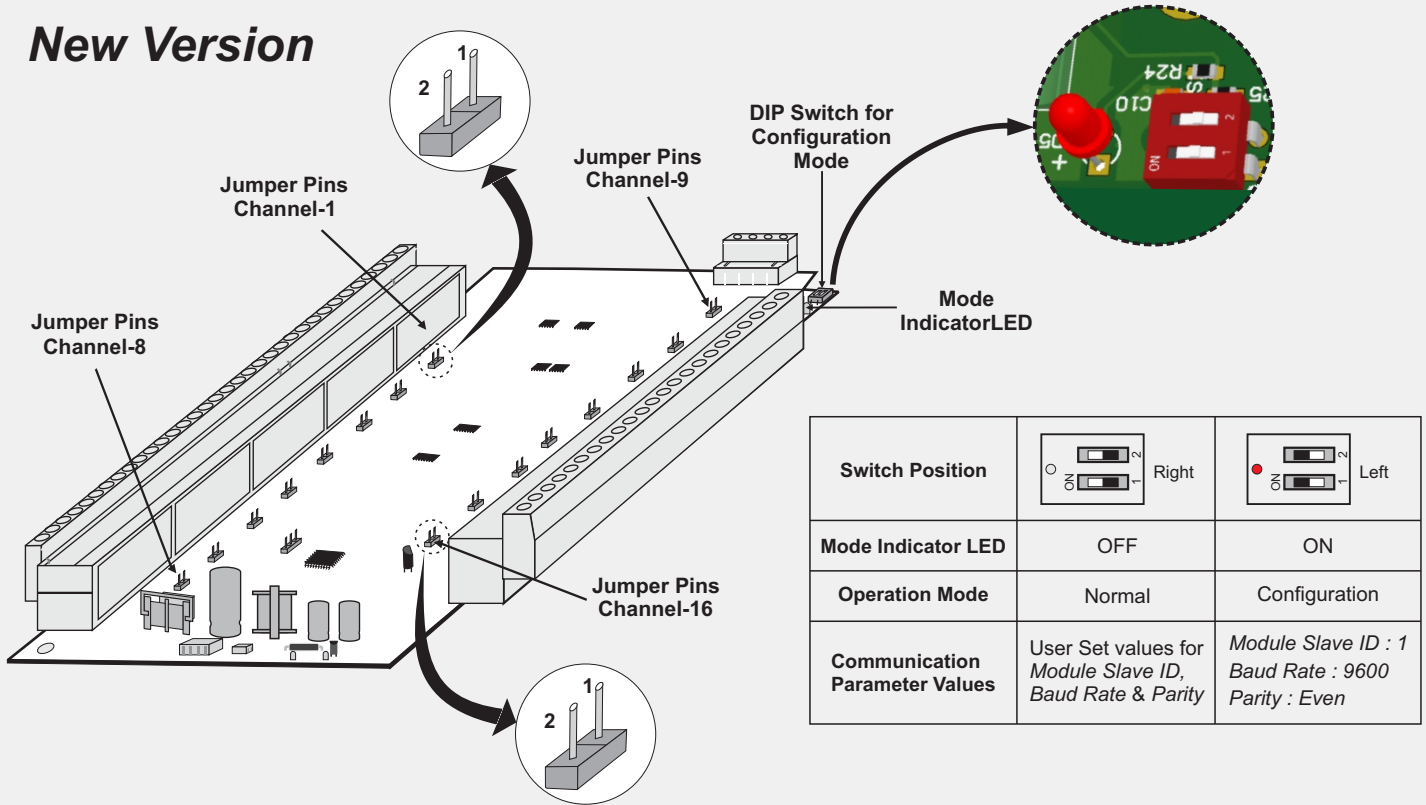 New Version
1
2
DIP Switch for
Configuration
Mode
R24
C10
ON
1
2
+
Jumper Pins
Channel-9
Jumper Pins
Channel-1
Jumper Pins
Channel-8
Mode
IndicatorLED
Jumper Pins
Channel-16
1
2
Switch Position
ON
1
2
Right
ON
1
2
Left
Mode Indicator LED
OFF
ON
Operation Mode
Normal
Configuration
Communication
Parameter Values
User Set values for
Module Slave ID,
Baud Rate & Parity
Module Slave ID : 1
Baud Rate : 9600
Parity : Even